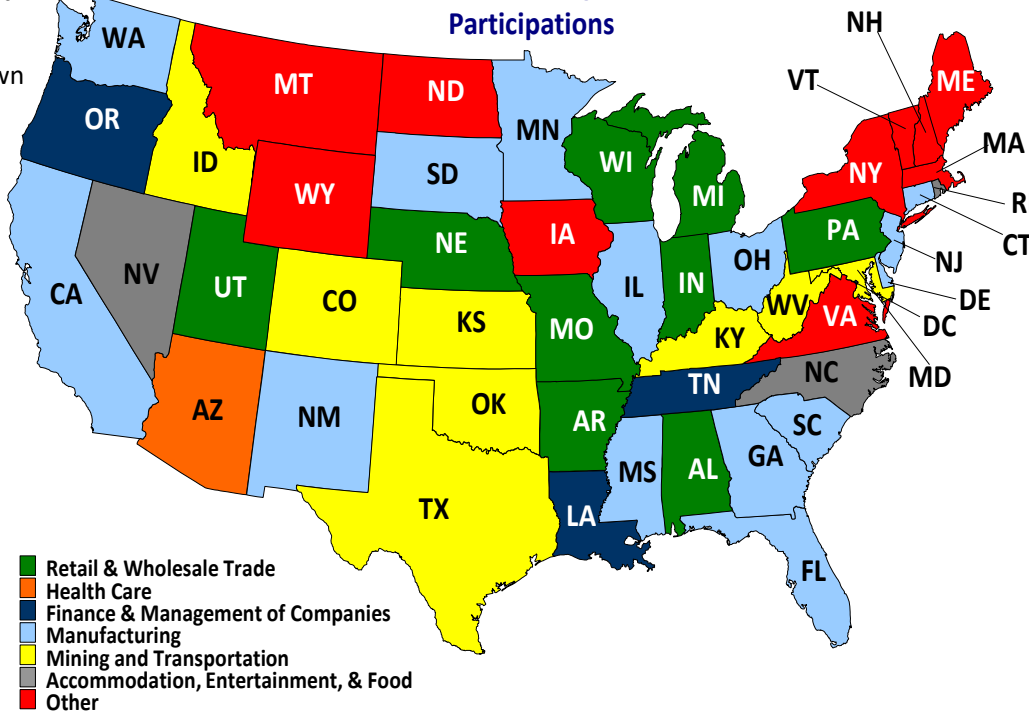 Participations
wn
NH
WA
VT
ME
MT
ND
OR
MN
MA
ID
WI
SD
NY
WY
MI
R
CT
NE
IA
PA
NJ
OH
NV
UT
CO
IL
IN
CA
DE
WV
DC
KS
MO
VA
KY
MD
NC
TN
OK
AZ
NM
AR
SC
GA
MS
AL
TX
LA
FL
Retail & Wholesale Trade
Health Care
Finance & Management of Companies
Manufacturing
Mining and Transportation
Accommodation, Entertainment, & Food
Other